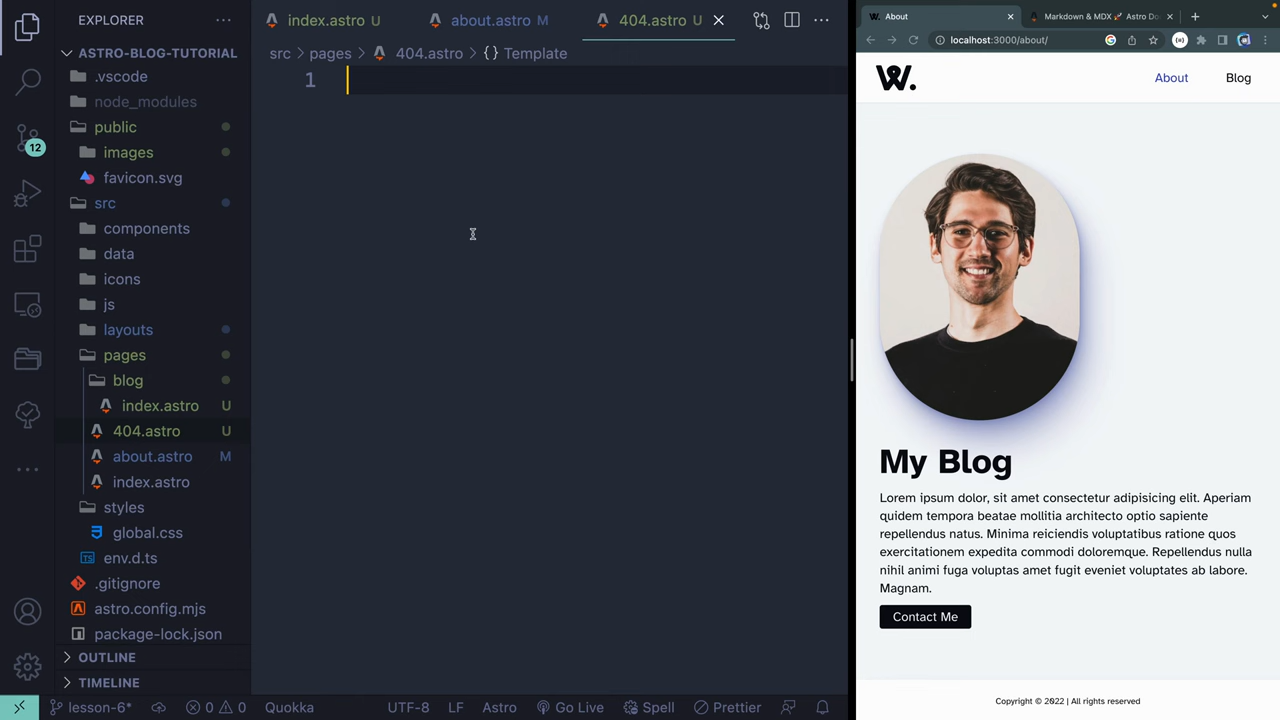 EXPLORER
ASTRO-BLOG-TUTORIAL
.vscode
node_modules
public
images
favicon.svg
src
components
data
icons
js
layouts
pages
blog
index.astro U
404.astro U
about.astro M
index.astro
styles
global.css
env.d.ts
.gitignore
astro.config.mjs
package-lock.json
OUTLINE
TIMELINE
12
index.astro U
about.astro M
404.astro U
src > pages > 404.astro > {} Template
1
lesson-6*
0 0
Quokka
UTF-8
LF
Astro
Go Live
Spell
Prettier
About
Markdown & MDX 🚀 Astro Do
localhost:3000/about/
W.
About
Blog
My Blog
Lorem ipsum dolor, sit amet consectetur adipisicing elit. Aperiam
quidem tempora beatae mollitia architecto optio sapiente
repellendus natus. Minima reiciendis voluptatibus ratione quos
exercitationem expedita commodi doloremque. Repellendus nulla
nihil animi fuga voluptas amet fugit eveniet voluptates ab labore.
Magnam.
Contact Me
Copyright © 2022 | All rights reserved